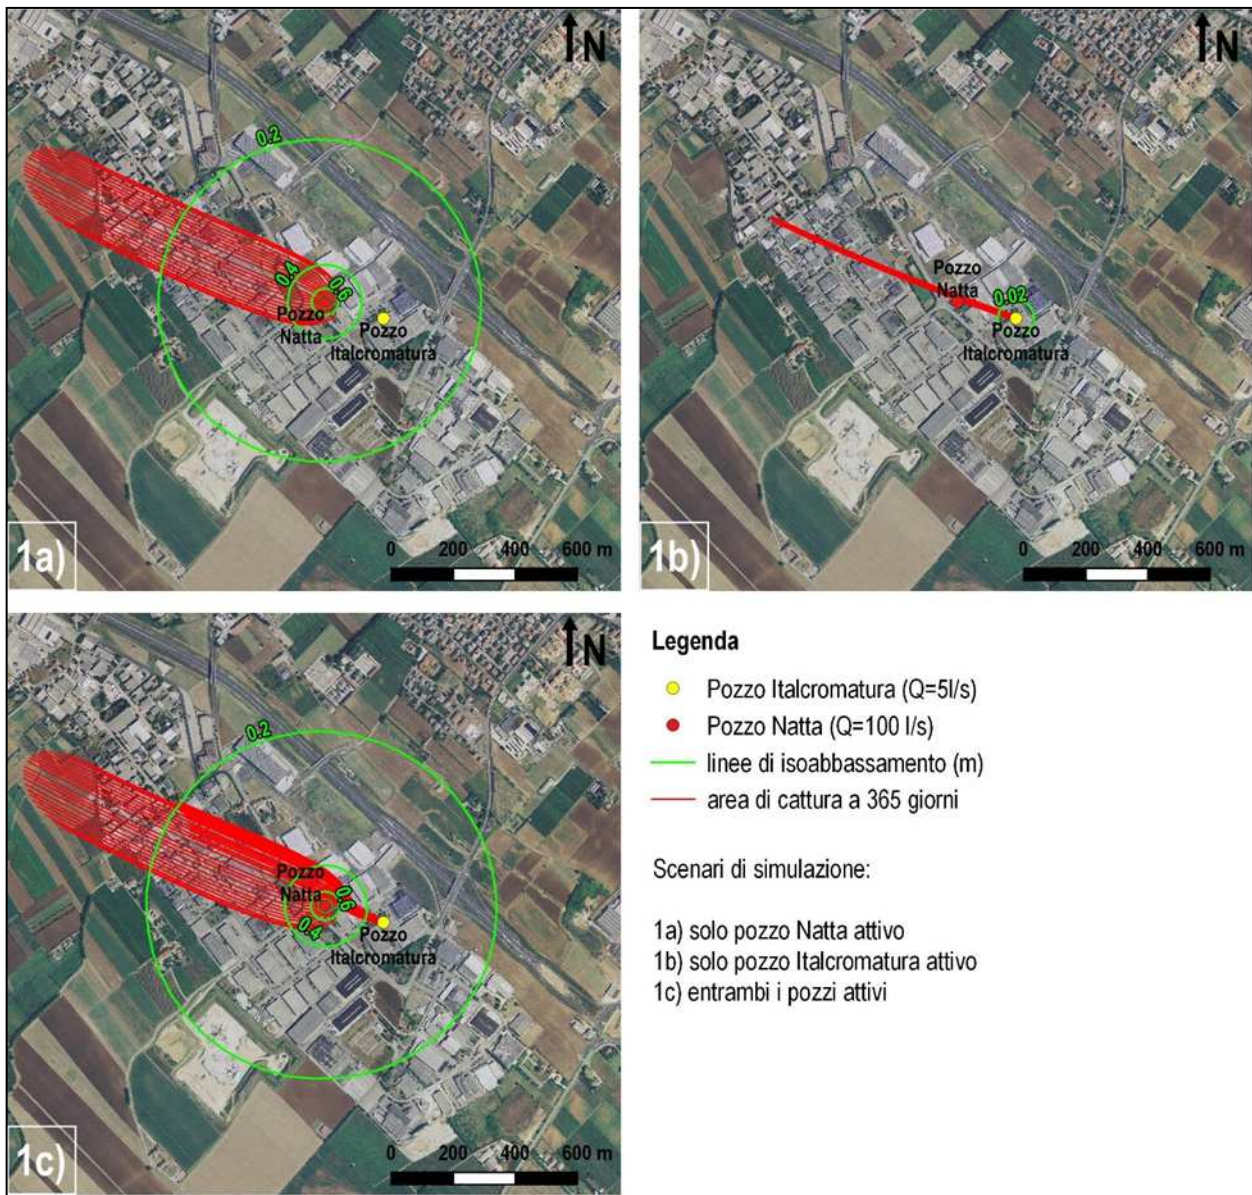 N
0.2
0.4
0.6
Pozzo
Natta
Pozzo
Italcromatura
1a)
0 200 400 600 m
N
Pozzo
Natta
0.02
Pozzo
Italcromatura
1b)
0 200 400 600 m
N
0.2
Pozzo
Natta
0.6
0.4
Pozzo
Italcromatura
1c)
0 200 400 600 m
Legenda
Pozzo Italcromatura (Q=5l/s)
Pozzo Natta (Q=100 l/s)
linee di isoabbassamento (m)
area di cattura a 365 giorni
Scenari di simulazione:
1a) solo pozzo Natta attivo
1b) solo pozzo Italcromatura attivo
1c) entrambi i pozzi attivi